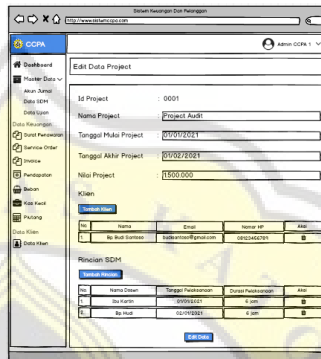 Sistem Keuangan Dan Pelanggan
http://www.sistemccpa.com
CCPA
Admin CCPA 1
Dashboard
Master Data
Akun Jurnal
Data SDM
Data Upah
Data Keuangan
Surat Penawaran
Service Order
Invoice
Pendapatan
Beban
Kas Kecil
Piutang
Data Klien
Data Klien
Edit Data Project
Id Project : 0001
Nama Project : Project Audit
Tanggal Mulai Project : 01/01/2021
Tanggal Akhir Project : 01/02/2021
Nilai Project : 1.500.000
Klien
Tambah Klien
No Nama Email Nomor HP Aksi
1. Bp. Budi Santoso budisantoso@gmail.com 08123456789
Rincian SDM
Tambah Rincian
No Nama Dosen Tanggal Pelaksanaan Durasi Pelaksanaan Aksi
1. Ibu Kartin 01/01/2021 6 jam
2. Bp. Hadi 02/01/2021 6 jam
Edit Data